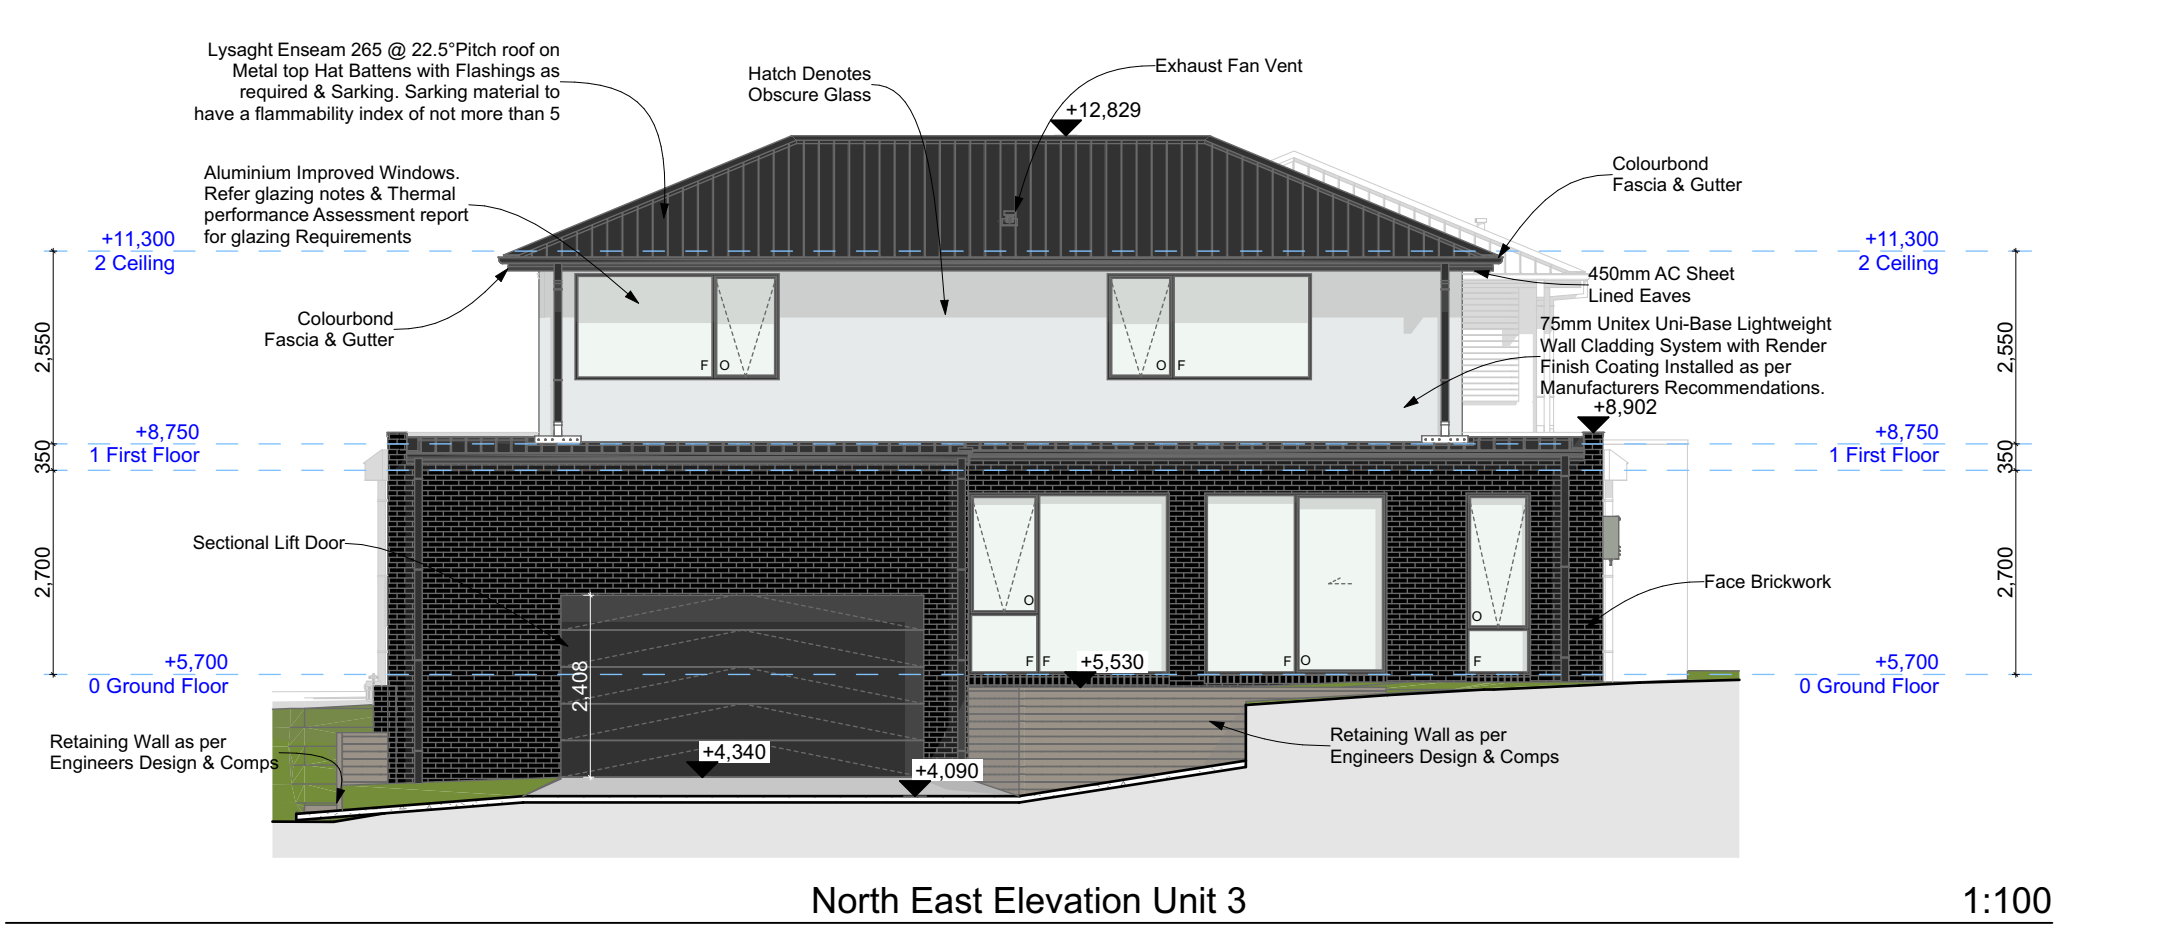 Lysaght Enseam 265 @ 22.5°Pitch roof on
Metal top Hat Battens with Flashings as
required & Sarking. Sarking material to
have a flammability index of not more than 5
Hatch Denotes
Obscure Glass
Exhaust Fan Vent
+12,829
Aluminium Improved Windows.
Refer glazing notes & Thermal
performance Assessment report
for glazing Requirements
Colourbond
Fascia & Gutter
+11,300
2 Ceiling
+11,300
2 Ceiling
450mm AC Sheet
Lined Eaves
Colourbond
Fascia & Gutter
75mm Unitex Uni-Base Lightweight
Wall Cladding System with Render
Finish Coating Installed as per
Manufacturers Recommendations.
2,550
2,550
F O
O F
+8,902
+8,750
1 First Floor
+8,750
1 First Floor
350
350
Sectional Lift Door
2,700
2,700
Face Brickwork
O
O
F F
F O
F
+5,700
0 Ground Floor
+5,530
+5,700
0 Ground Floor
2,408
Retaining Wall as per
Engineers Design & Comps
+4,340
+4,090
Retaining Wall as per
Engineers Design & Comps
North East Elevation Unit 3
1:100